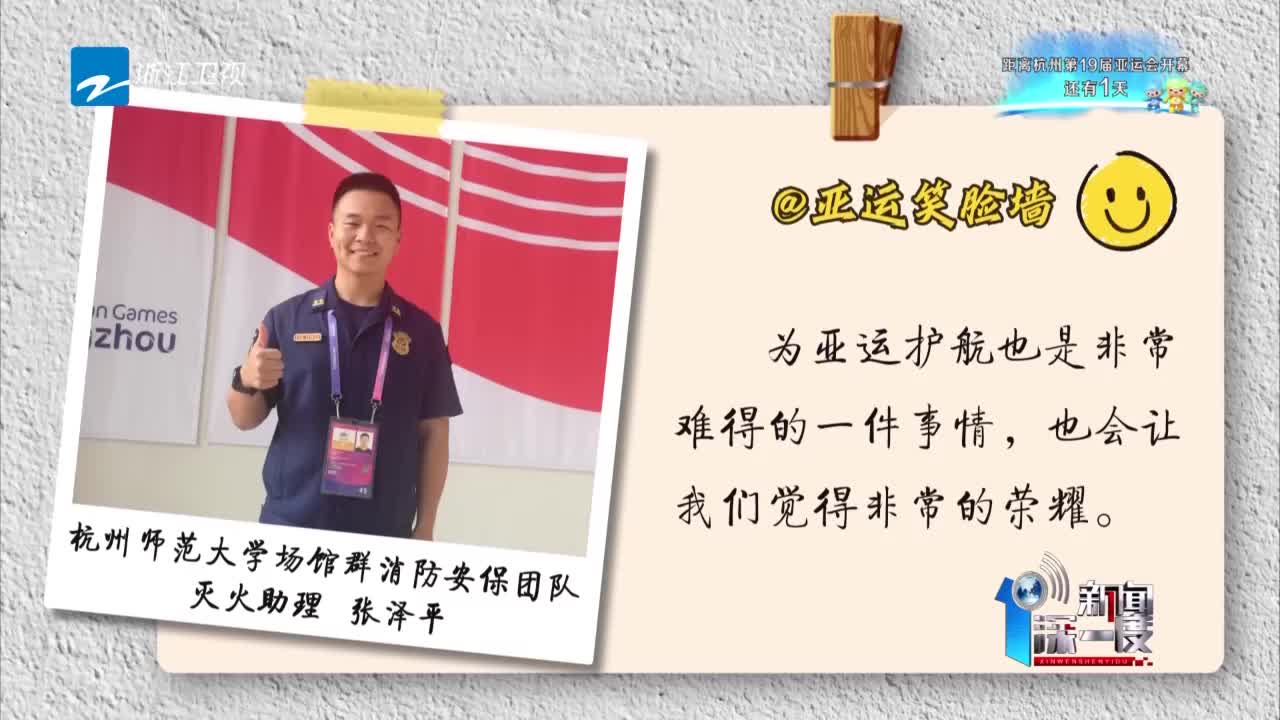 浙江卫视
距离杭州第19届亚运会开幕
还有1天
@亚运笑脸墙
为亚运护航也是非常
难得的一件事情，也会让
我们觉得非常的荣耀。
an Games
zhou
杭州师范大学场馆群消防安保团队
灭火助理 张泽平
1
新闻
深一度
XINWENSHENYIDU